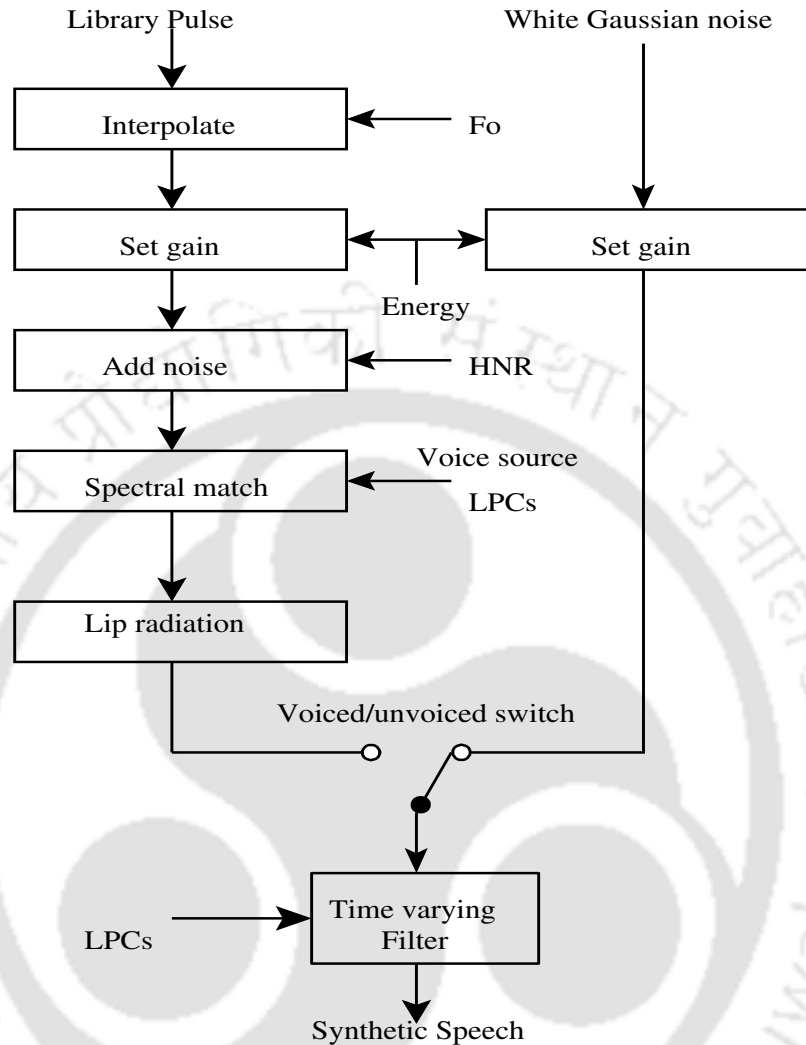 Library Pulse
White Gaussian noise
Interpolate
Fo
Set gain
Set gain
Energy
Add noise
HNR
Voice source
Spectral match
LPCs
Lip radiation
Voiced/unvoiced switch
Time varying
LPCs
Filter
Synthetic Speech